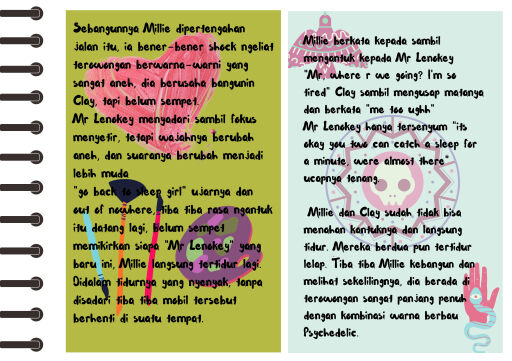 Sebangunnya Millie dipertengahan
jalan itu, ia bener-bener shock ngeliat
terowongan berwarna-warni yang
sangat aneh, dia berusaha bangunin
Clay, tapi belum sempet.
Mr Lenokey menyadari sambil fokus
menyetir, tetapi wajahnya berubah
aneh, dan suaranya berubah menjadi
lebih muda
"go back to sleep girl" ujarnya dan
out of nowhere, tiba tiba rasa ngantuk
itu datang lagi, belum sempet
memikirkan siapa "Mr Lenokey" yang
baru ini, Millie langsung tertidur lagi.
Didalam tidurnya yang nyenyak, tanpa
disadari tiba tiba mobil tersebut
berhenti di suatu tempat.
Millie berkata kepada sambil
mengantuk kepada Mr Lenokey
"Mr, where r we going? I'm so
tired" Clay sambil mengusap matanya
dan berkata "me too ughh"
Mr Lenokey hanya tersenyum "its
okay you two can catch a sleep for
a minute, were almost there"
ucapnya tenang.
Millie dan Clay sudah tidak bisa
menahan kantuknya dan langsung
tidur. Mereka berdua pun tertidur
lelap. Tiba tiba Millie kebangun dan
melihat sekelilingnya, dia berada di
terowongan sangat panjang penuh
dengan kombinasi warna berbau
Psychedelic.